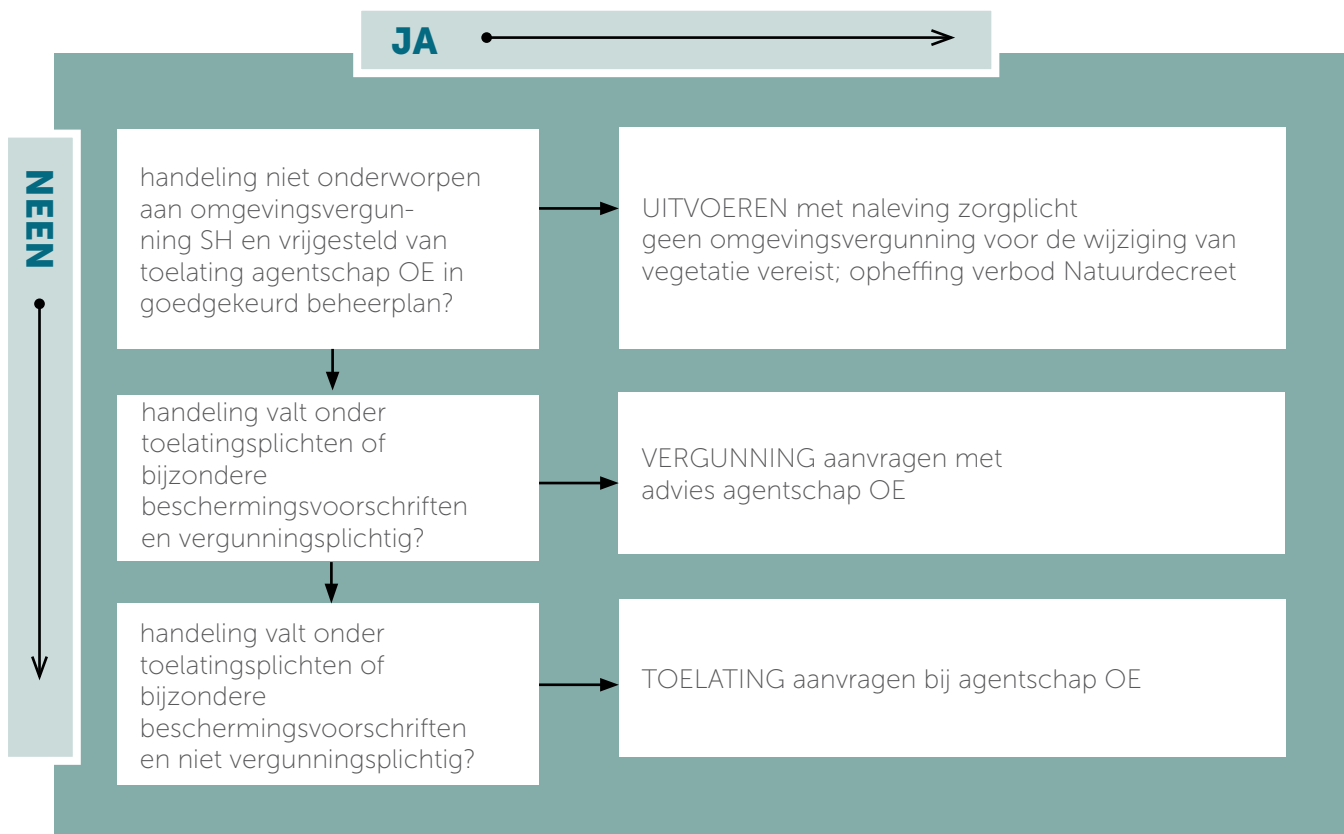 JA
NEEN
handeling niet onderworpen
aan omgevingsvergun-
ning SH en vrijgesteld van
toelating agentschap OE in
goedgekeurd beheerplan?
UITVOEREN met naleving zorgplicht
geen omgevingsvergunning voor de wijziging van
vegetatie vereist; opheffing verbod Natuurdecreet
handeling valt onder
toelatingsplichten of
bijzondere
beschermingsvoorschriften
en vergunningsplichtig?
VERGUNNING aanvragen met
advies agentschap OE
handeling valt onder
toelatingsplichten of
bijzondere
beschermingsvoorschriften
en niet vergunningsplichtig?
TOELATING aanvragen bij agentschap OE